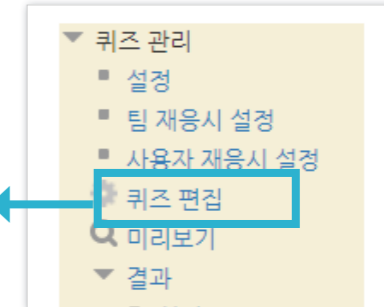 퀴즈 관리
설정
팀 재응시 설정
사용자 재응시 설정
퀴즈 편집
미리보기
결과